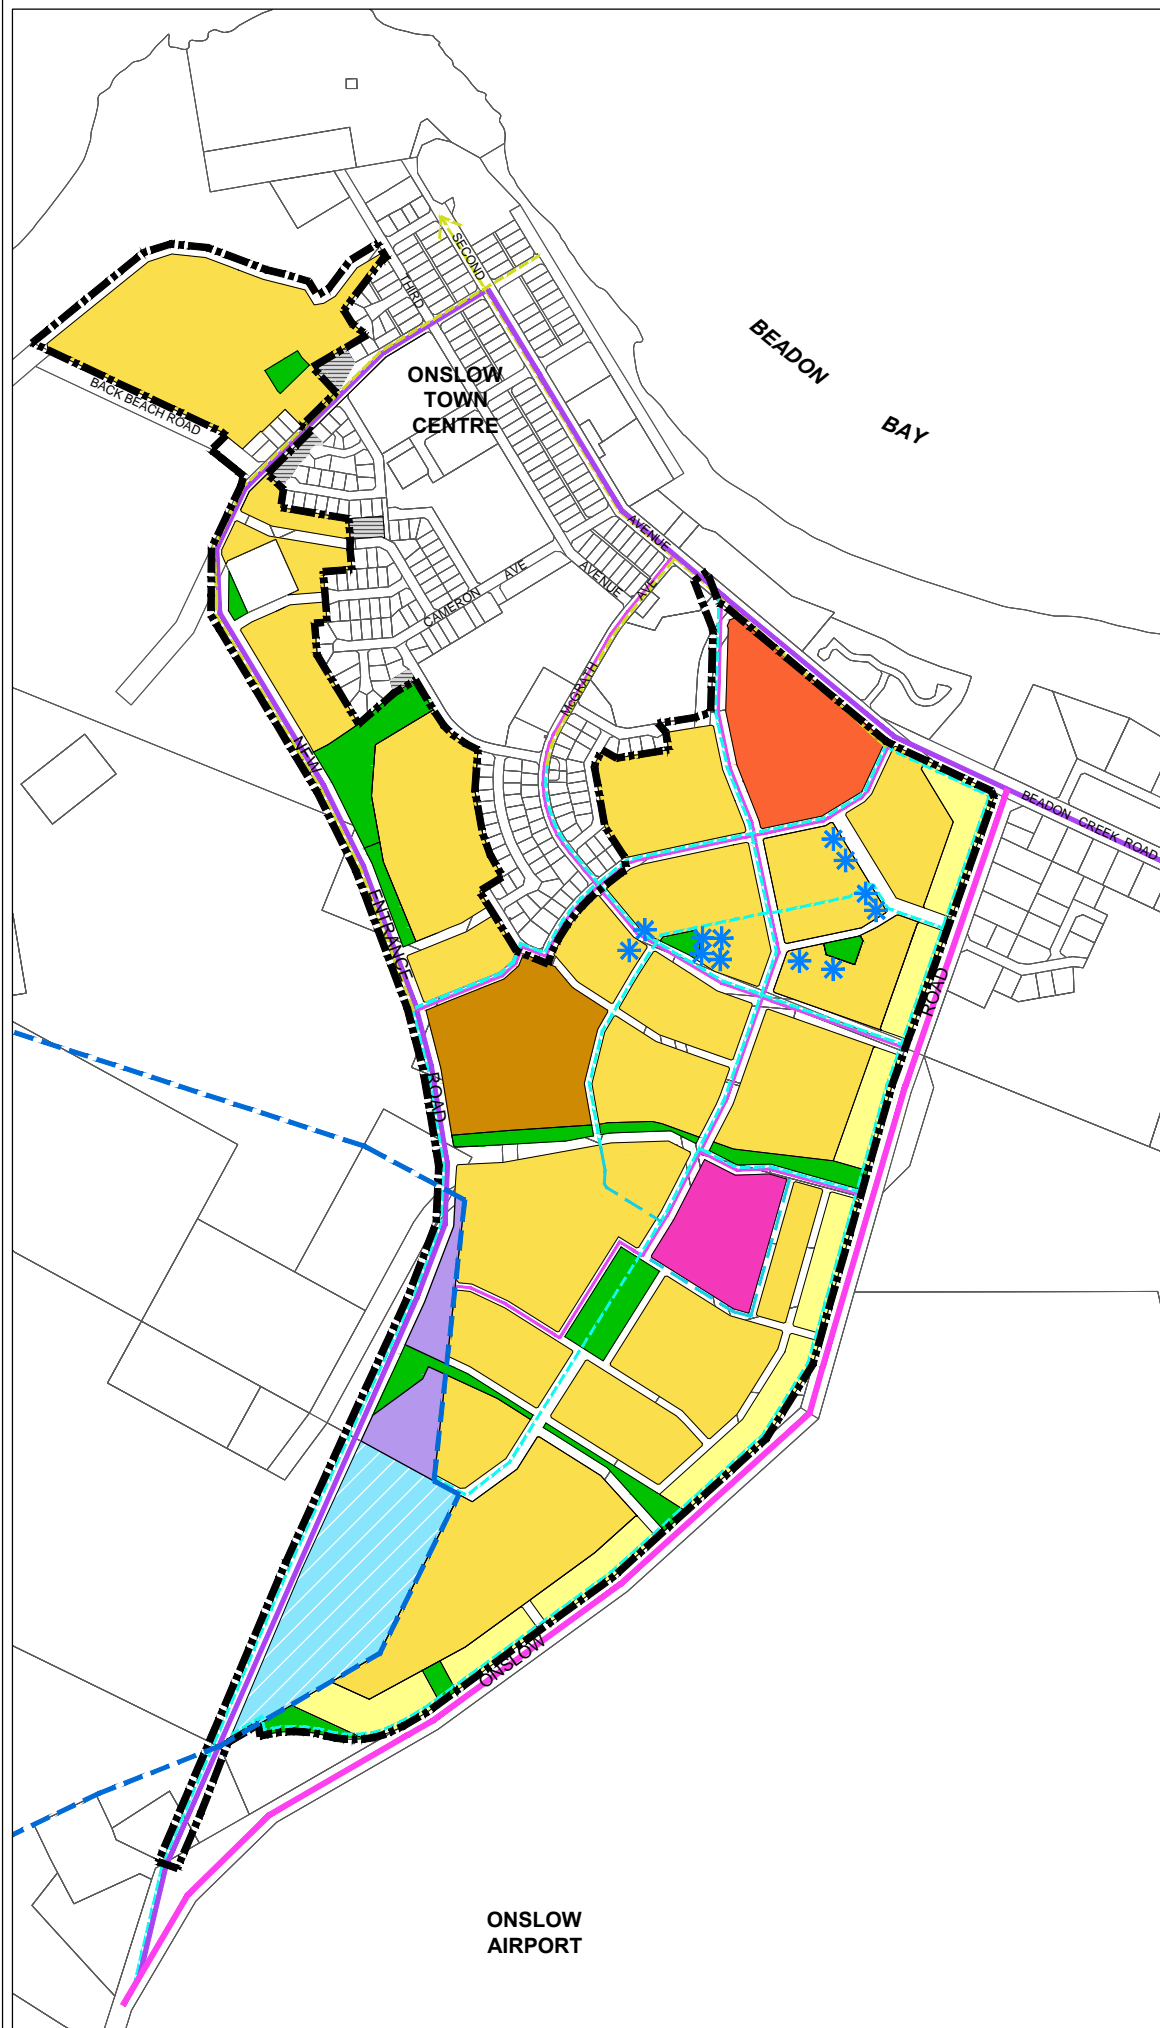 SECOND
THIRD
BEADON
BAY
ONSLOW
TOWN
CENTRE
BACK BEACH ROAD
AVENUE
AVE
AVENUE
AVE
CAMERON
McGRATH
NEW
BEADON CREEK ROAD
ENTRANCE
ROAD
ROAD
ONSLOW
ONSLOW
AIRPORT